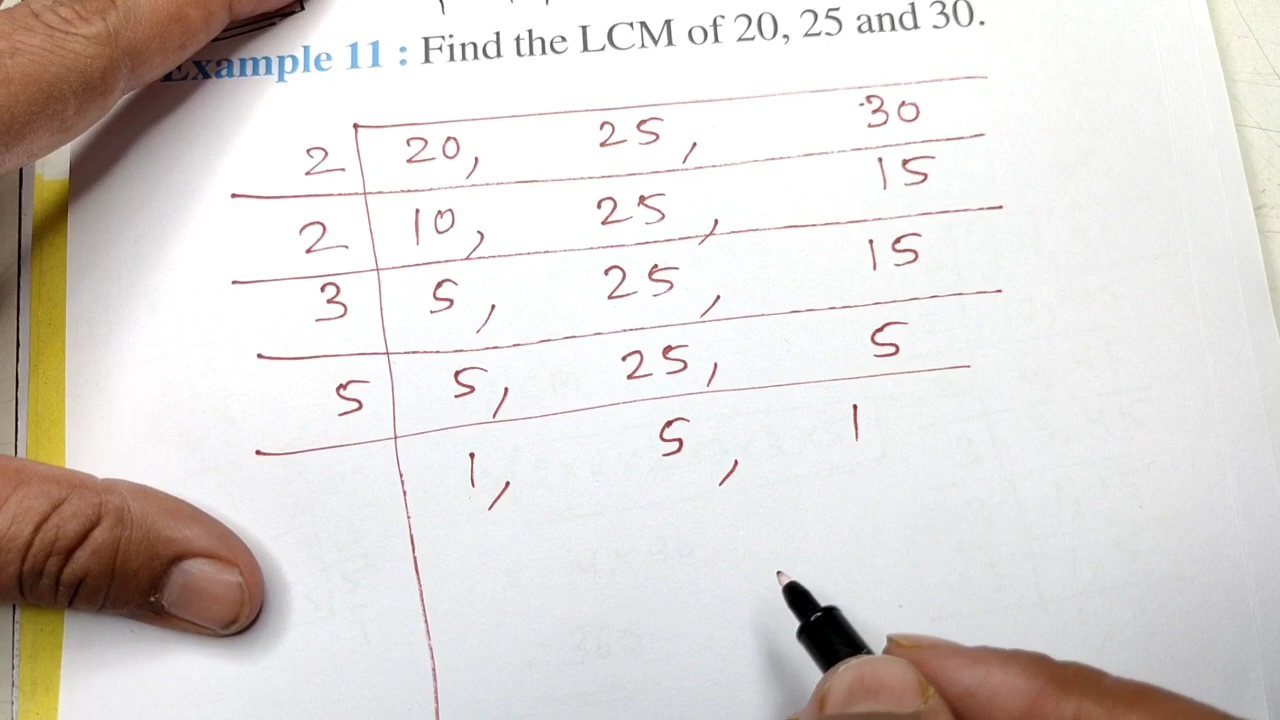 Example 11 : Find the LCM of 20, 25 and 30.
2 20, 25, 30
2 10, 25, 15
3 5, 25, 15
5 5, 25, 5
1, 5, 1